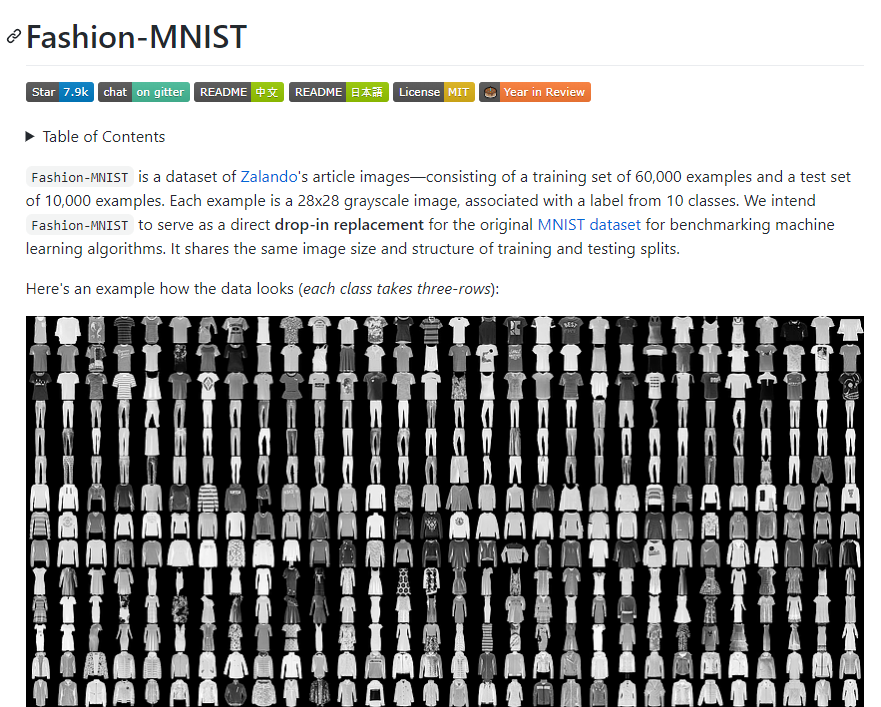 Fashion-MNIST
Star 7.9k chat on gitter README 中文 README 日本語 License MIT Year in Review
Table of Contents
Fashion-MNIST is a dataset of Zalando's article images—consisting of a training set of 60,000 examples and a test set
of 10,000 examples. Each example is a 28x28 grayscale image, associated with a label from 10 classes. We intend
Fashion-MNIST to serve as a direct drop-in replacement for the original MNIST dataset for benchmarking machine
learning algorithms. It shares the same image size and structure of training and testing splits.
Here's an example how the data looks (each class takes three-rows):